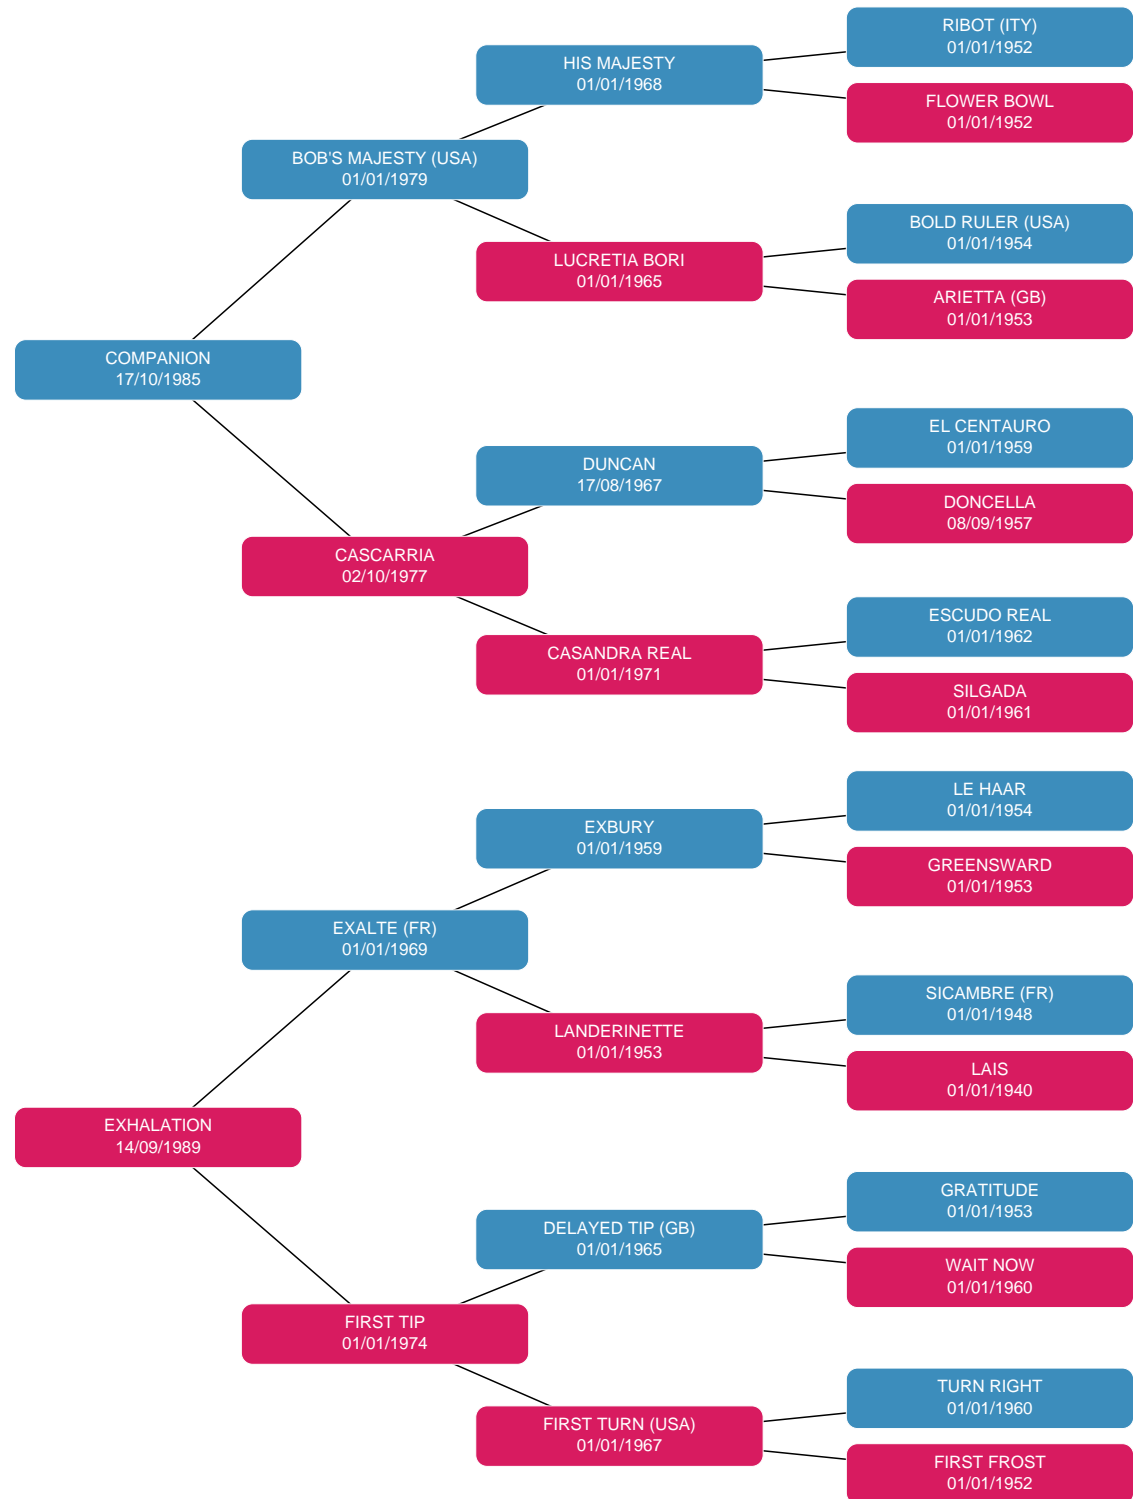 RIBOT (ITY)
01/01/1952
HIS MAJESTY
01/01/1968
FLOWER BOWL
01/01/1952
BOB'S MAJESTY (USA)
01/01/1979
BOLD RULER (USA)
01/01/1954
LUCRETIA BORI
01/01/1965
ARIETTA (GB)
01/01/1953
COMPANION
17/10/1985
EL CENTAURO
01/01/1959
DUNCAN
17/08/1967
DONCELLA
08/09/1957
CASCARRIA
02/10/1977
ESCUDO REAL
01/01/1962
CASANDRA REAL
01/01/1971
SILGADA
01/01/1961
LE HAAR
01/01/1954
EXBURY
01/01/1959
GREENSWARD
01/01/1953
EXALTE (FR)
01/01/1969
SICAMBRE (FR)
01/01/1948
LANDERINETTE
01/01/1953
LAIS
01/01/1940
EXHALATION
14/09/1989
GRATITUDE
01/01/1953
DELAYED TIP (GB)
01/01/1965
WAIT NOW
01/01/1960
FIRST TIP
01/01/1974
TURN RIGHT
01/01/1960
FIRST TURN (USA)
01/01/1967
FIRST FROST
01/01/1952